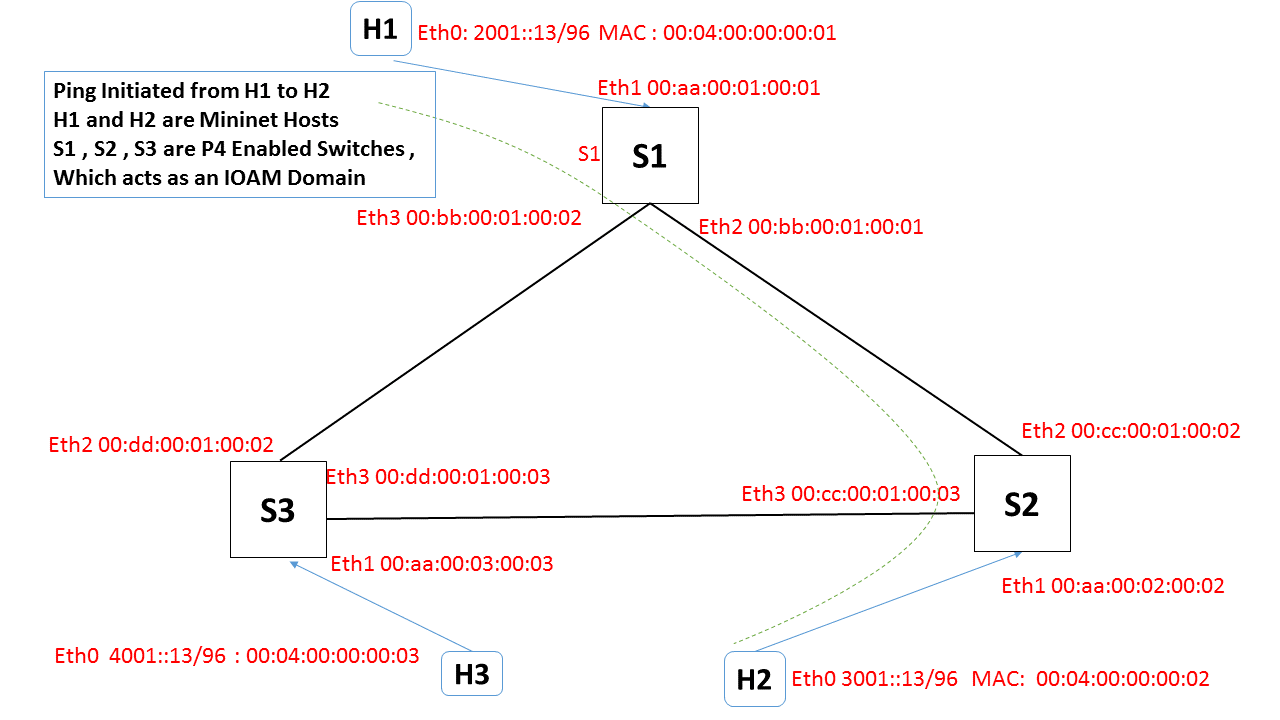 H1
Eth0: 2001::13/96 MAC : 00:04:00:00:00:01
Ping Initiated from H1 to H2
H1 and H2 are Mininet Hosts
S1 , S2 , S3 are P4 Enabled Switches ,
Which acts as an IOAM Domain
Eth1 00:aa:00:01:00:01
S1
S1
Eth3 00:bb:00:01:00:02
Eth2 00:bb:00:01:00:01
Eth2 00:dd:00:01:00:02
Eth2 00:cc:00:01:00:02
S3
Eth3 00:dd:00:01:00:03
Eth3 00:cc:00:01:00:03
S2
Eth1 00:aa:00:03:00:03
Eth1 00:aa:00:02:00:02
Eth0 4001::13/96 : 00:04:00:00:00:03
H3
H2
Eth0 3001::13/96 MAC: 00:04:00:00:00:02